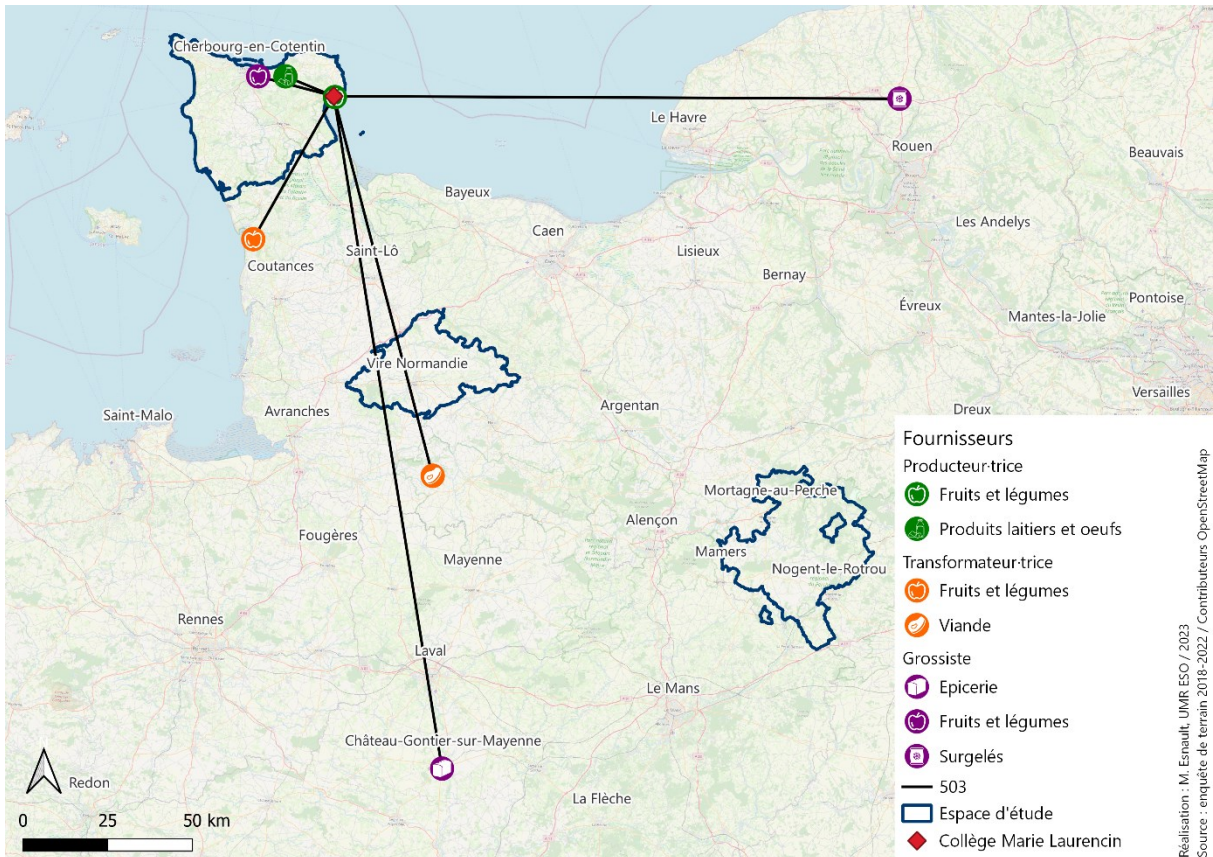 Cherbourg-en-Cotentin
Le Havre
Rouen
Beauvais
Bayeux
Caen
Les Andelys
Saint-Lô
Lisieux
Coutances
Bernay
Évreux
Pontoise
Mantes-la-Jolie
Vire Normandie
Versailles
Saint-Malo
Avranches
Argentan
Dreux
Mortagne-au-Perche
Alençon
Fougères
Mayenne
Mamers
Nogent-le-Rotrou
Rennes
Laval
Le Mans
Château-Gontier-sur-Mayenne
Redon
La Flèche
0 25 50 km
Fournisseurs
Producteur·trice
Fruits et légumes
Produits laitiers et oeufs
Transformateur·trice
Fruits et légumes
Viande
Grossiste
Epicerie
Fruits et légumes
Surgelés
503
Espace d'étude
Collège Marie Laurencin
Réalisation : M. Esnault, UMR ESO / 2023
Source : enquête de terrain 2018-2022 / Contributeurs OpenStreetMap